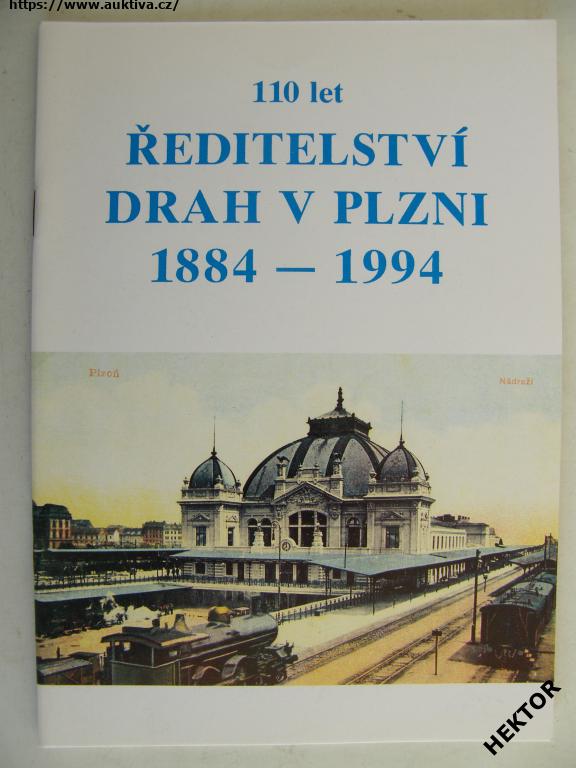 https://www.auktiva.cz/
110 let
ŘEDITELSTVÍ
DRAH V PLZNI
1884 – 1994
Plzeň
Nádraží
HEKTOR